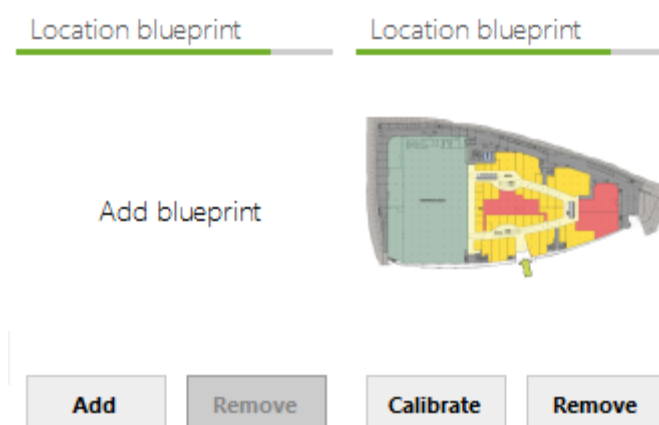 Location blueprint
Add blueprint
Add
Remove
Location blueprint
Calibrate
Remove